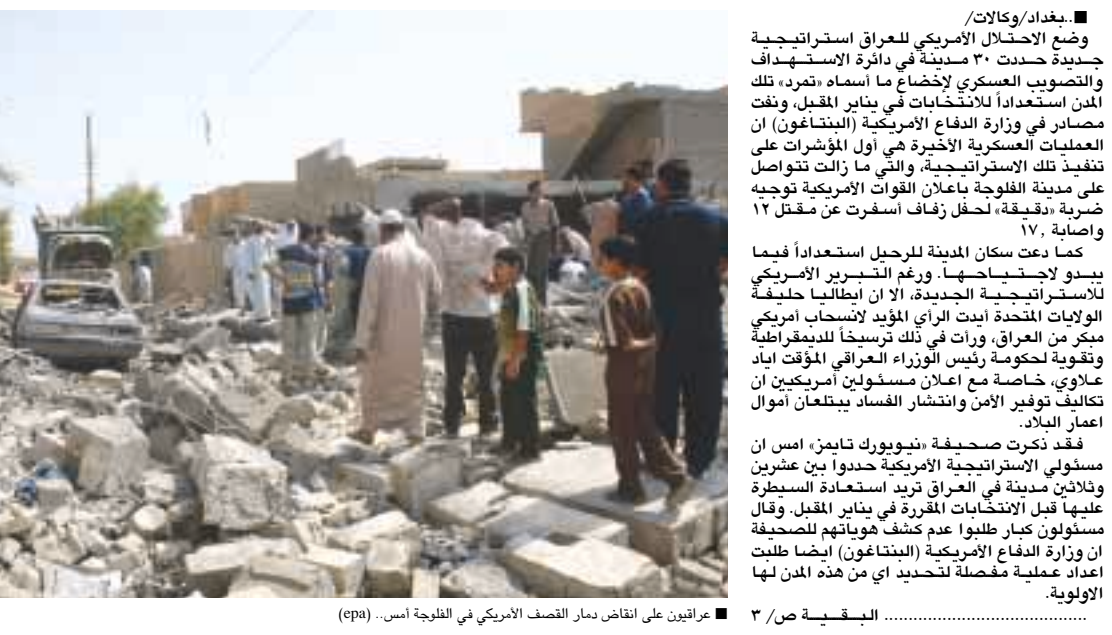 ■..بغداد/وكالات/
وضع الاحتلال الأمريكي للعراق استراتيجية
جديدة حددت ٣٠ مدينة في دائرة الاستهداف
والتصويب العسكري لإخضاع ما أسماه «تمرد» تلك
المدن استعداداً للانتخابات في يناير المقبل، ونفت
مصادر في وزارة الدفاع الأمريكية (البنتاغون) ان
العمليات العسكرية الأخيرة هي أول المؤشرات على
تنفيذ تلك الاستراتيجية، والتي ما زالت تتواصل
على مدينة الفلوجة باعلان القوات الأمريكية توجيه
ضربة «دقيقة» لحفل زفاف أسفرت عن مقتل ١٢
واصابة ١٧,
كما دعت سكان المدينة للرحيل استعداداً فيما
يبدو لاجتياحها. ورغم التبرير الأمريكي
للاستراتيجية الجديدة، الا ان ايطاليا حليفة
الولايات المتحدة أيدت الرأي المؤيد لانسحاب أمريكي
مبكر من العراق، ورأت في ذلك ترسيخاً للديمقراطية
وتقوية لحكومة رئيس الوزراء العراقي المؤقت اياد
علاوي، خاصة مع اعلان مسئولين أمريكيين ان
تكاليف توفير الأمن وانتشار الفساد يبتلعان أموال
اعمار البلاد.
فقد ذكرت صحيفة «نيويورك تايمز» امس ان
مسئولي الاستراتيجية الأمريكية حددوا بين عشرين
وثلاثين مدينة في العراق تريد استعادة السيطرة
عليها قبل الانتخابات المقررة في يناير المقبل. وقال
مسئولون كبار طلبوا عدم كشف هوياتهم للصحيفة
ان وزارة الدفاع الأمريكية (البنتاغون) ايضا طلبت
اعداد عملية مفصلة لتحديد اي من هذه المدن لها
الاولوية.
.......................................... البقية ص/ ٣
■ عراقيون على انقاض دمار القصف الأمريكي في الفلوجة أمس.. (epa)